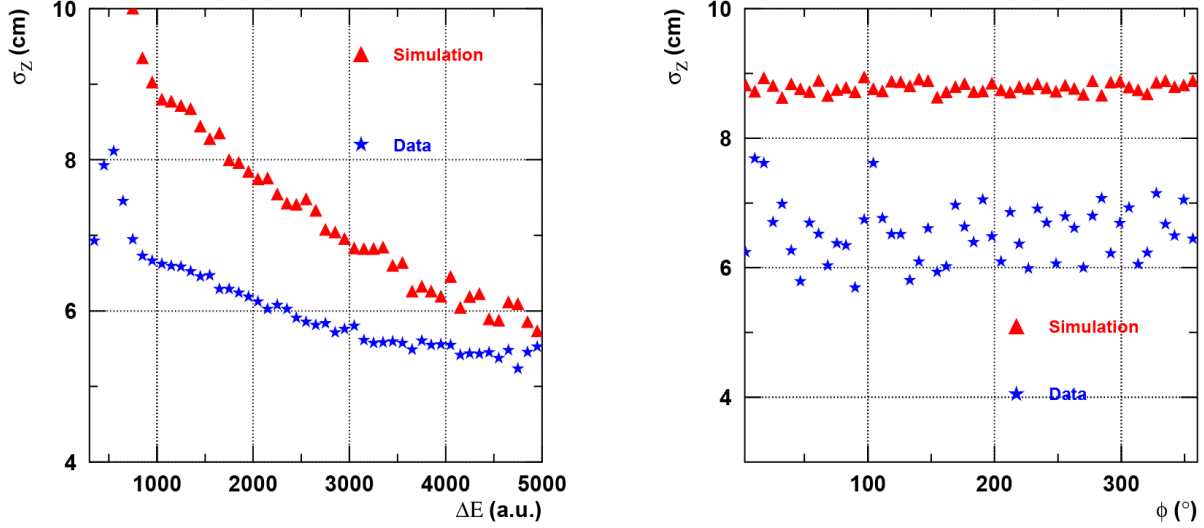 σZ (cm)
10
8
6
4
Simulation
Data
1000 2000 3000 4000 5000
ΔE (a.u.)
σZ (cm)
10
8
6
4
Simulation
Data
100 200 300
ϕ (°)